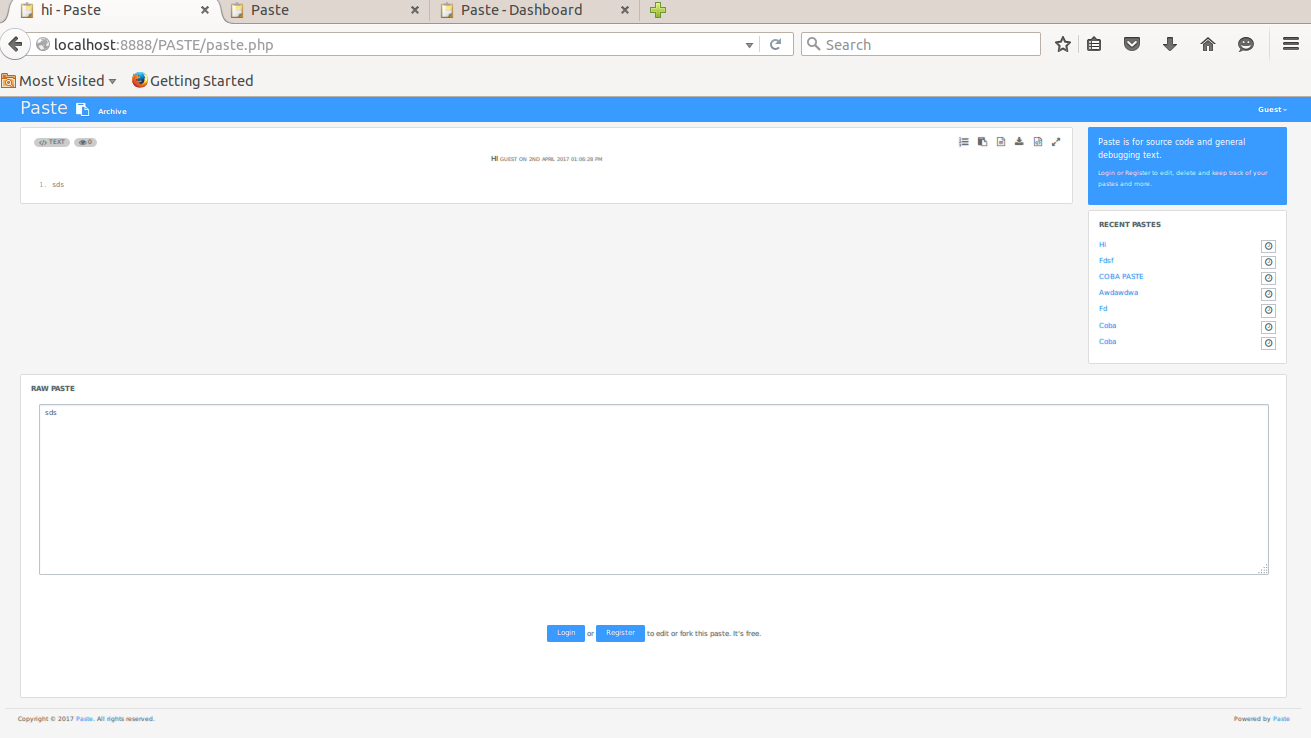 hi - Paste
Paste
Paste - Dashboard
localhost:8888/PASTE/paste.php
Search
Most Visited
Getting Started
Paste Archive
Guest
TEXT 0
HI GUEST ON 2ND APRIL 2017 01:06:28 PM
1. sds
Paste is for source code and general
debugging text.
Login or Register to edit, delete and keep track of your
pastes and more.
RECENT PASTES
Hi
Fdsf
COBA PASTE
Awdawdwa
Fd
Coba
Coba
RAW PASTE
sds
Login or Register to edit or fork this paste. It's free.
Copyright © 2017 Paste. All rights reserved.
Powered by Paste